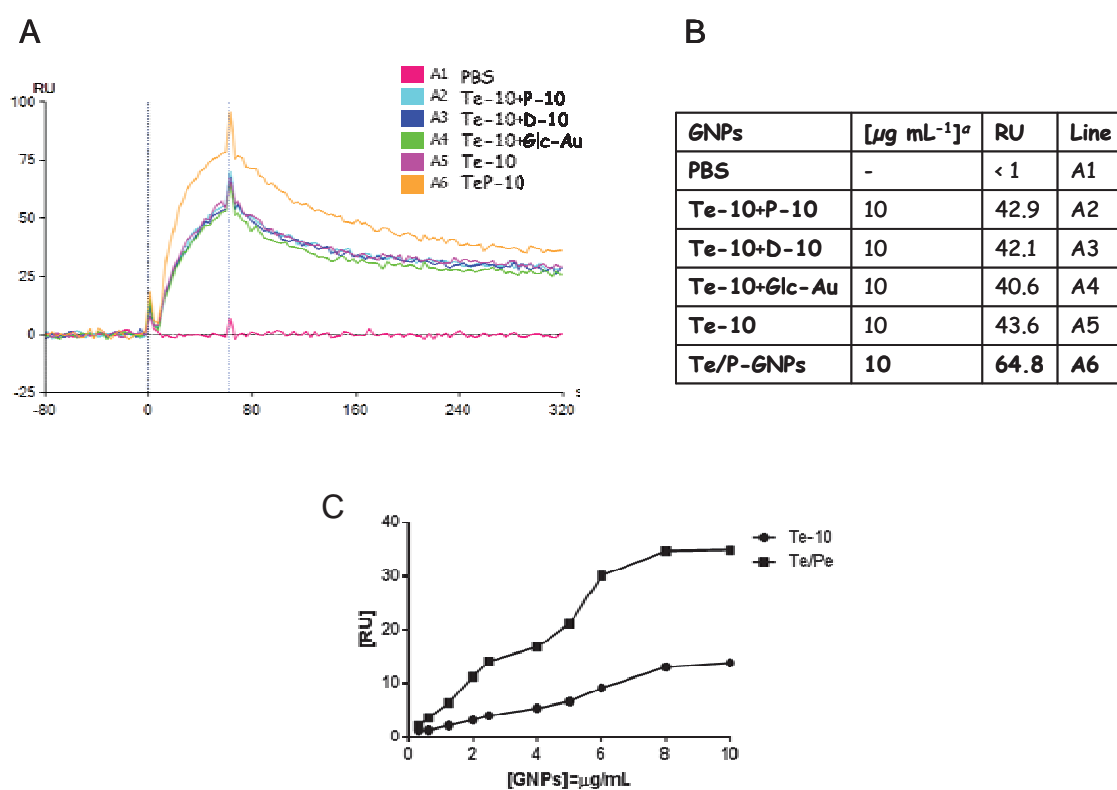 A
RU
100
75
50
25
0
-25
-80
0
80
160
240
320
s
A1 PBS
A2 Te-10+P-10
A3 Te-10+D-10
A4 Te-10+Glc-Au
A5 Te-10
A6 TeP-10
B
GNPs [µg mL⁻¹]ᵃ RU Line
PBS - < 1 A1
Te-10+P-10 10 42.9 A2
Te-10+D-10 10 42.1 A3
Te-10+Glc-Au 10 40.6 A4
Te-10 10 43.6 A5
Te/P-GNPs 10 64.8 A6
C
[RU]
40
30
20
10
0
0 2 4 6 8 10
[GNPs]=µg/mL
Te-10
Te/Pe